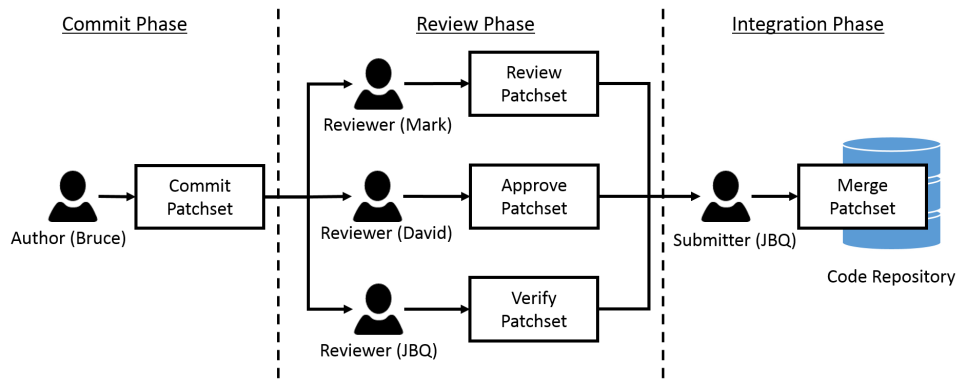 Commit Phase
Review Phase
Integration Phase
Review
Patchset
Reviewer (Mark)
Commit
Patchset
Author (Bruce)
Approve
Patchset
Reviewer (David)
Merge
Patchset
Submitter (JBQ)
Code Repository
Verify
Patchset
Reviewer (JBQ)